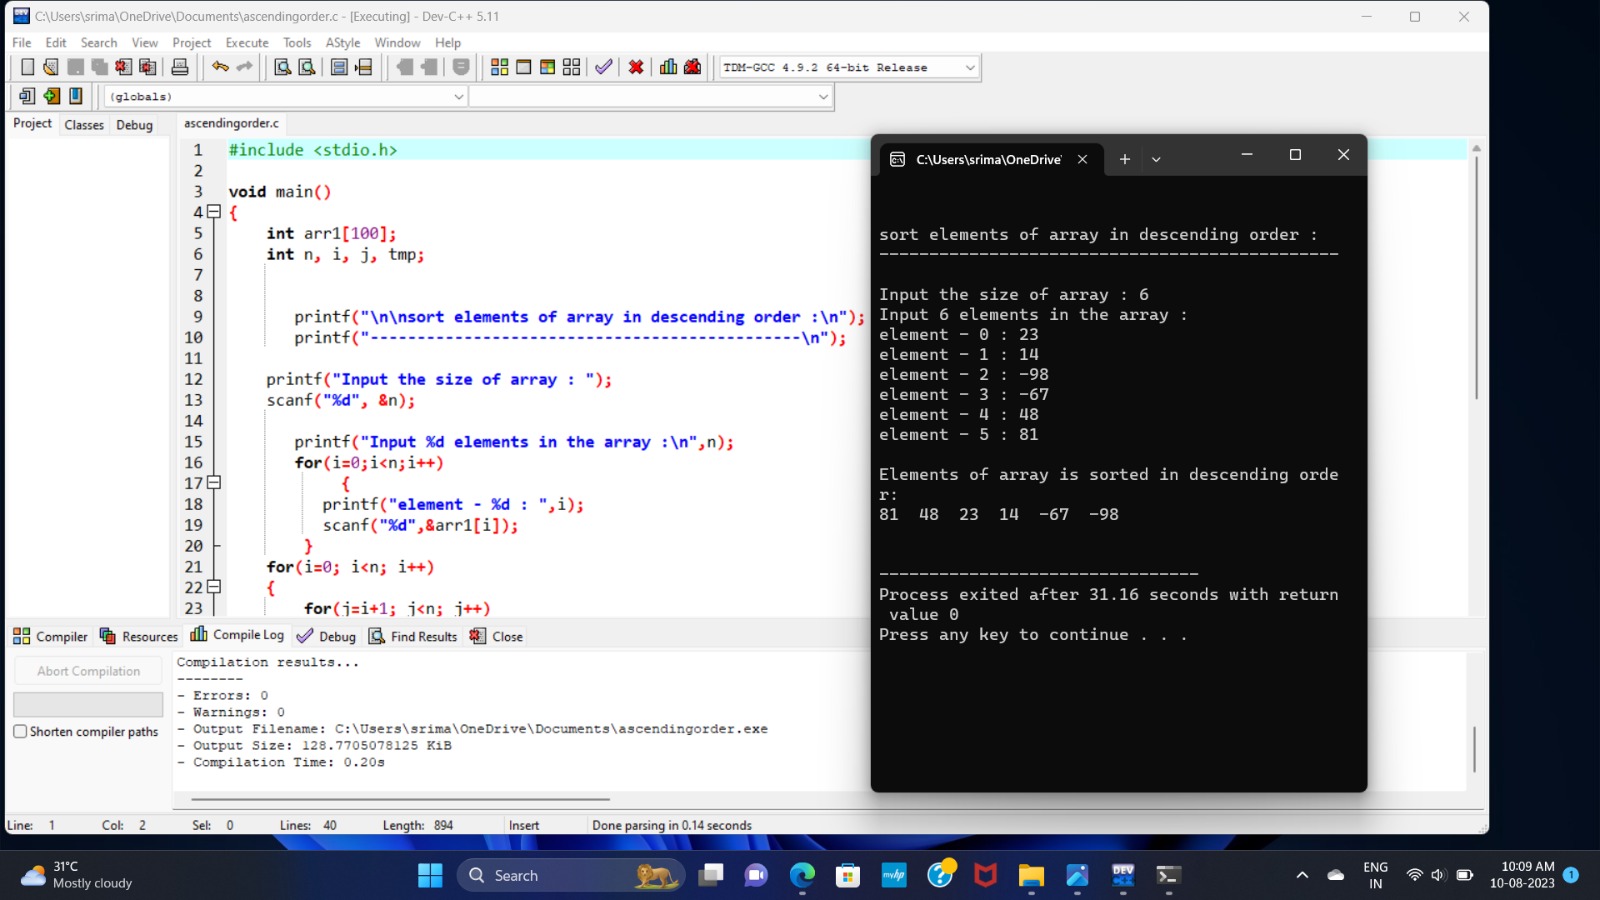 C:\Users\srima\OneDrive\Documents\ascendingorder.c - [Executing] - Dev-C++ 5.11
File Edit Search View Project Execute Tools AStyle Window Help
TDM-GCC 4.9.2 64-bit Release
(globals)
Project Classes Debug
ascendingorder.c
1 #include <stdio.h>
2
3 void main()
4 {
5 int arr1[100];
6 int n, i, j, tmp;
7
8
9 printf("\n\nsort elements of array in descending order :\n");
10 printf("----------------------------------------------\n");
11
12 printf("Input the size of array : ");
13 scanf("%d", &n);
14
15 printf("Input %d elements in the array :\n",n);
16 for(i=0;i<n;i++)
17 {
18 printf("element - %d : ",i);
19 scanf("%d",&arr1[i]);
20 }
21 for(i=0; i<n; i++)
22 {
23 for(j=i+1; j<n; j++)
C:\Users\srima\OneDrive\
sort elements of array in descending order :
----------------------------------------------
Input the size of array : 6
Input 6 elements in the array :
element - 0 : 23
element - 1 : 14
element - 2 : -98
element - 3 : -67
element - 4 : 48
element - 5 : 81
Elements of array is sorted in descending orde
r:
81 48 23 14 -67 -98
--------------------------------
Process exited after 31.16 seconds with return
value 0
Press any key to continue . . .
Compiler Resources Compile Log Debug Find Results Close
Abort Compilation
Shorten compiler paths
Compilation results...
--------
- Errors: 0
- Warnings: 0
- Output Filename: C:\Users\srima\OneDrive\Documents\ascendingorder.exe
- Output Size: 128.7705078125 KiB
- Compilation Time: 0.20s
Line: 1 Col: 2 Sel: 0 Lines: 40 Length: 894 Insert Done parsing in 0.14 seconds
31°C
Mostly cloudy
Search
myhp
DEV
ENG
IN
10:09 AM
10-08-2023
1